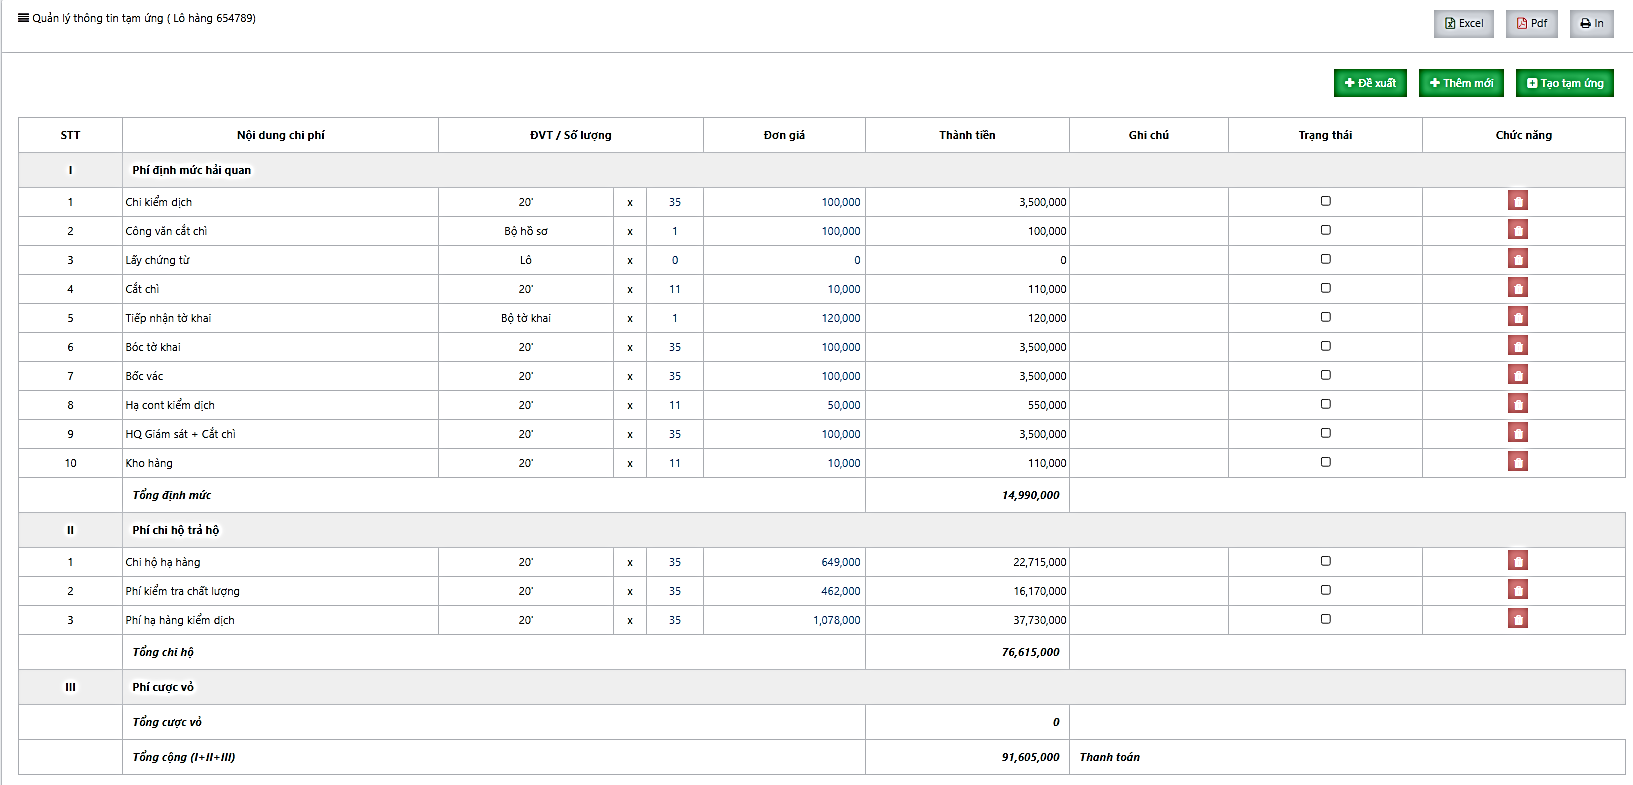 Quản lý thông tin tạm ứng ( Lô hàng 654789)
Excel Pdf In
Đề xuất Thêm mới Tạo tạm ứng
STT Nội dung chi phí ĐVT / Số lượng Đơn giá Thành tiền Ghi chú Trạng thái Chức năng
I Phí định mức hải quan
1 Chi kiểm dịch 20' x 35 100,000 3,500,000
2 Công văn cắt chì Bộ hồ sơ x 1 100,000 100,000
3 Lấy chứng từ Lô x 0 0 0
4 Cắt chì 20' x 11 10,000 110,000
5 Tiếp nhận tờ khai Bộ tờ khai x 1 120,000 120,000
6 Bóc tờ khai 20' x 35 100,000 3,500,000
7 Bốc vác 20' x 35 100,000 3,500,000
8 Hạ cont kiểm dịch 20' x 11 50,000 550,000
9 HQ Giám sát + Cắt chì 20' x 35 100,000 3,500,000
10 Kho hàng 20' x 11 10,000 110,000
Tổng định mức 14,990,000
II Phí chi hộ trả hộ
1 Chi hộ hạ hàng 20' x 35 649,000 22,715,000
2 Phí kiểm tra chất lượng 20' x 35 462,000 16,170,000
3 Phí hạ hàng kiểm dịch 20' x 35 1,078,000 37,730,000
Tổng chi hộ 76,615,000
III Phí cược vỏ
Tổng cược vỏ 0
Tổng cộng (I+II+III) 91,605,000 Thanh toán